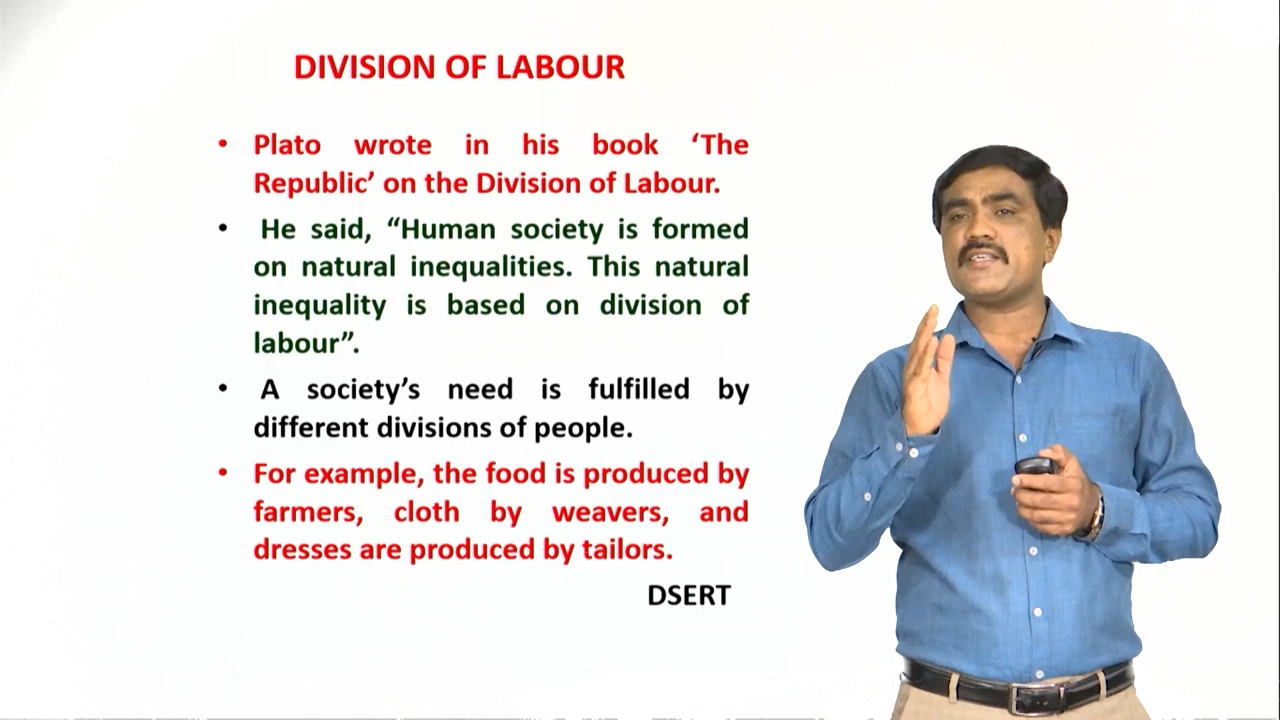 DIVISION OF LABOUR
• Plato wrote in his book ‘The
Republic’ on the Division of Labour.
• He said, “Human society is formed
on natural inequalities. This natural
inequality is based on division of
labour”.
• A society’s need is fulfilled by
different divisions of people.
• For example, the food is produced by
farmers, cloth by weavers, and
dresses are produced by tailors.
DSERT